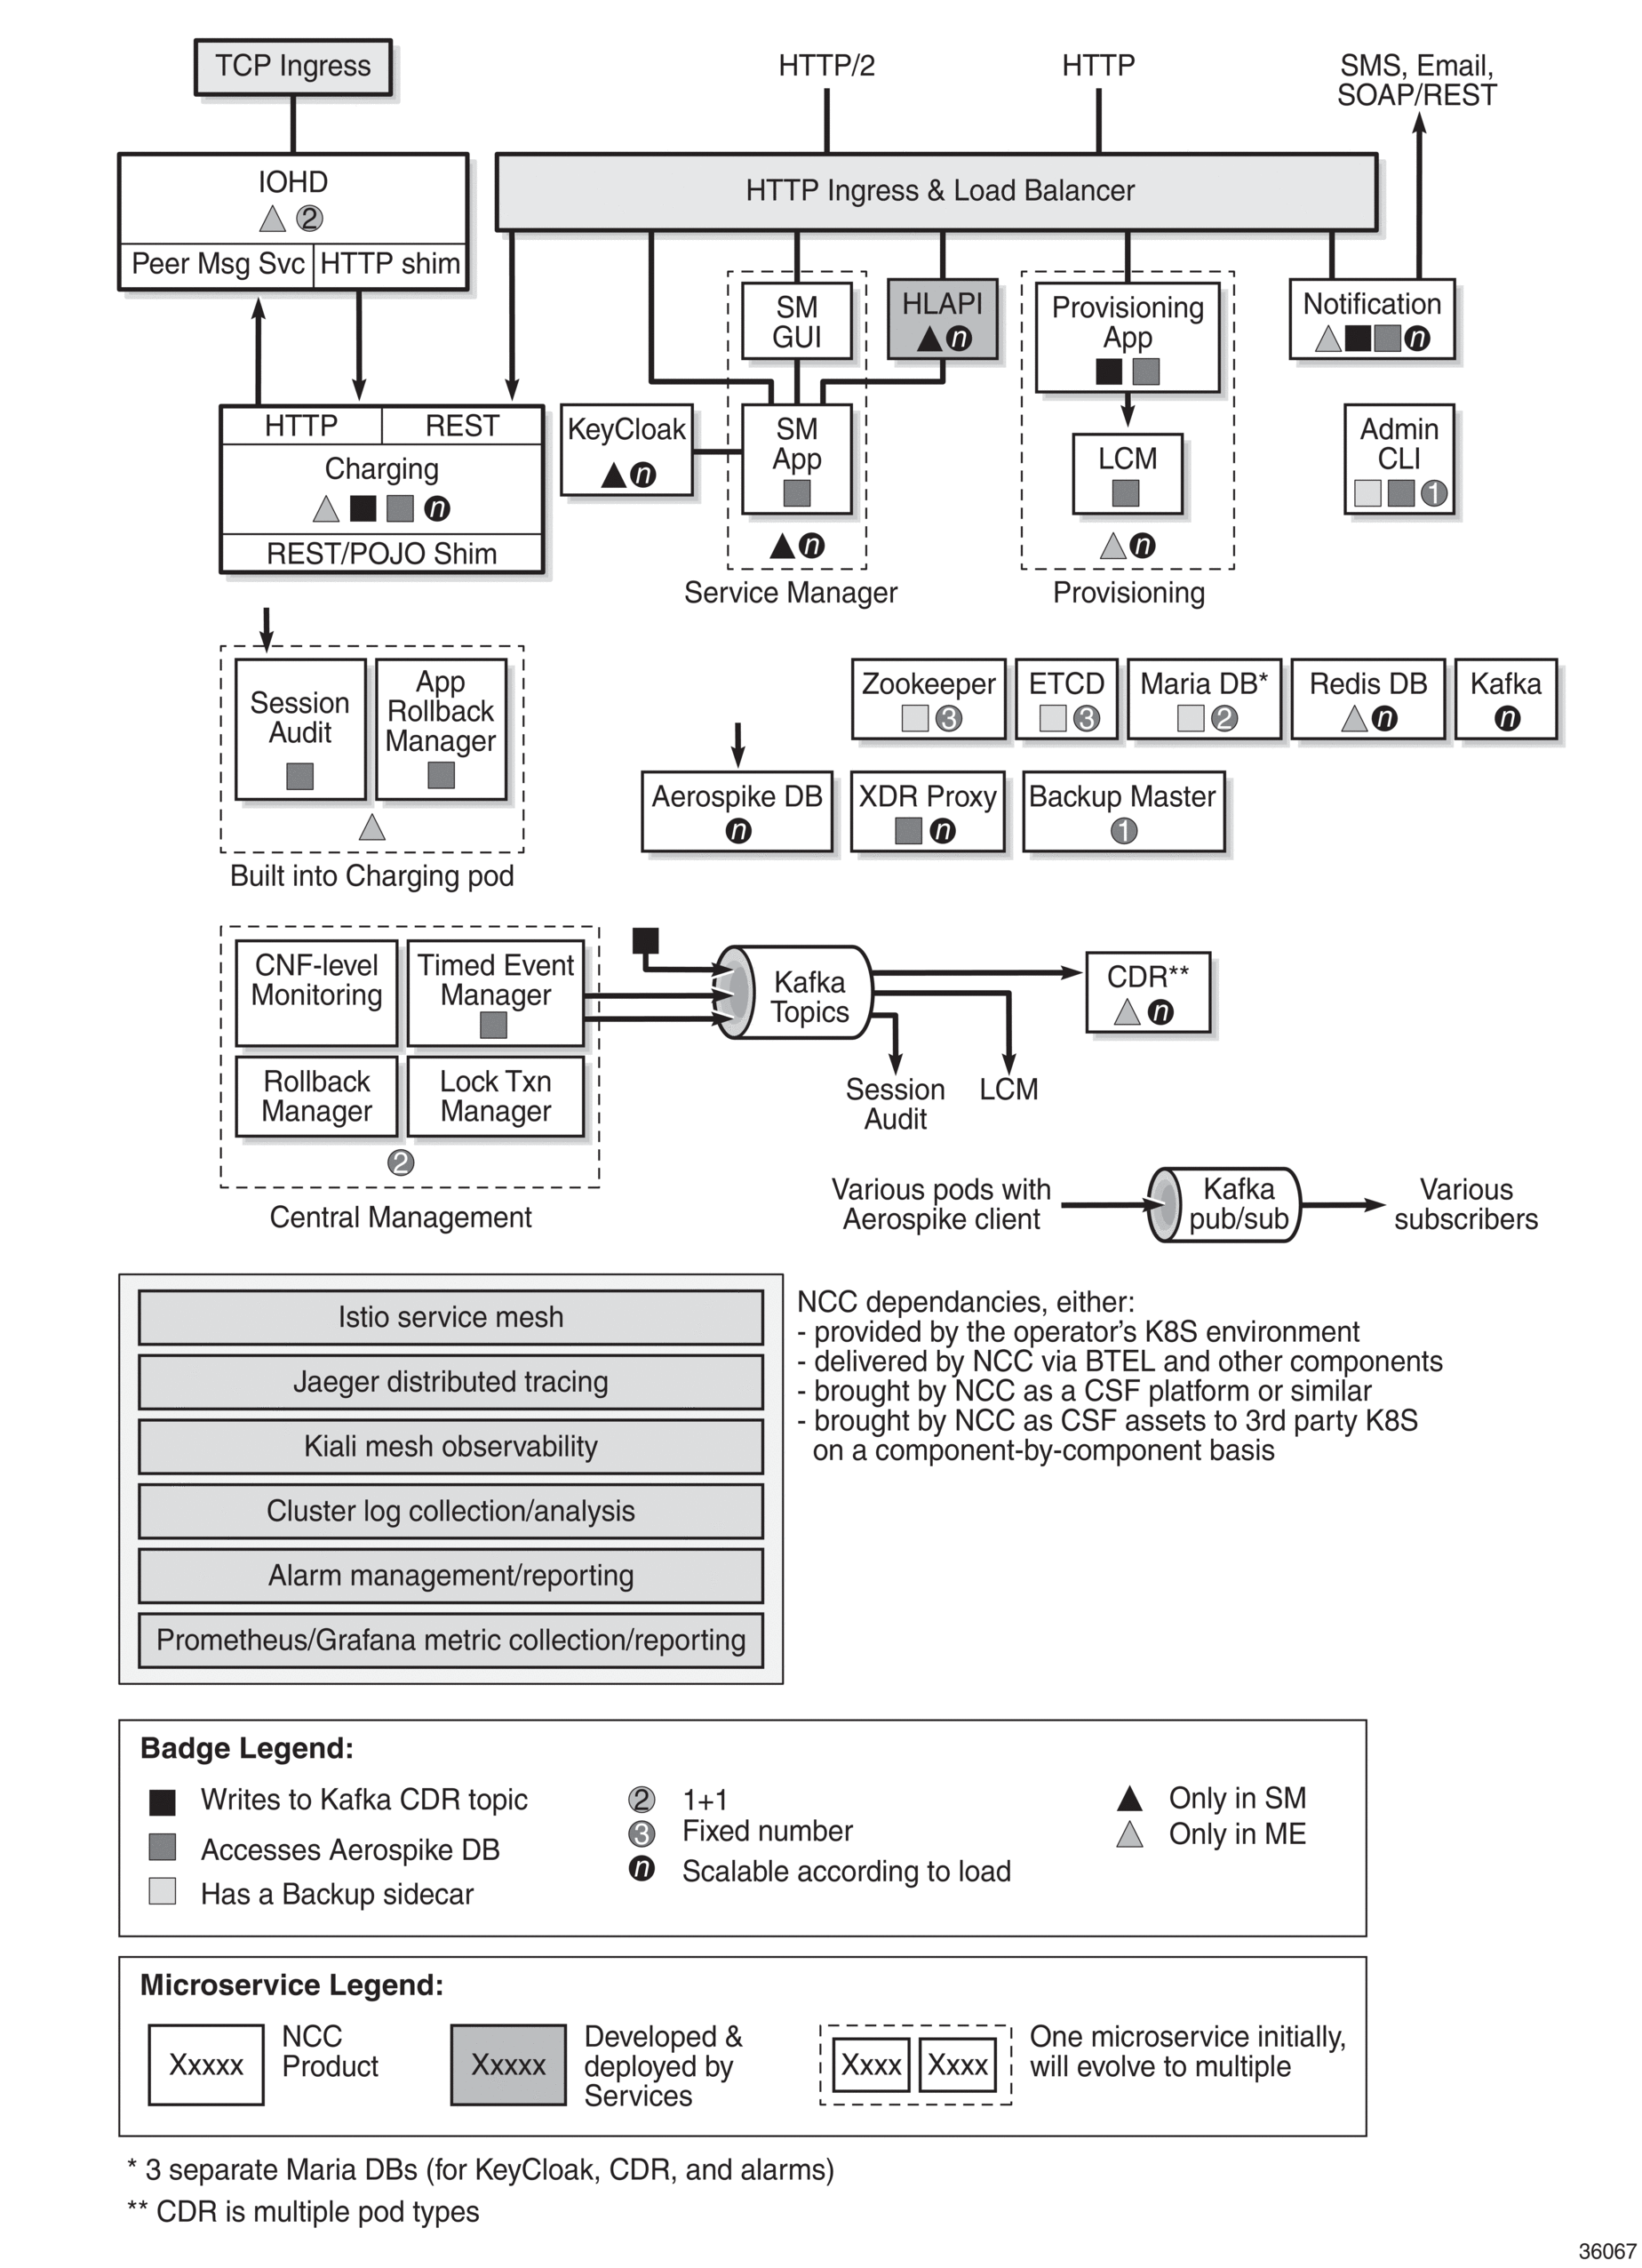 TCP Ingress
HTTP/2
HTTP
SMS, Email,
SOAP/REST
IOHD
2
Peer Msg Svc
HTTP shim
HTTP Ingress & Load Balancer
SM
GUI
HLAPI
n
Provisioning
App
Notification
n
HTTP
REST
Charging
n
REST/POJO Shim
KeyCloak
n
SM
App
n
Service Manager
LCM
n
Provisioning
Admin
CLI
1
Session
Audit
App
Rollback
Manager
Built into Charging pod
Zookeeper
3
ETCD
3
Maria DB*
2
Redis DB
n
Kafka
n
Aerospike DB
n
XDR Proxy
n
Backup Master
1
CNF-level
Monitoring
Timed Event
Manager
Rollback
Manager
Lock Txn
Manager
2
Central Management
Kafka
Topics
CDR**
n
Session
Audit
LCM
Various pods with
Aerospike client
Kafka
pub/sub
Various
subscribers
Istio service mesh
Jaeger distributed tracing
Kiali mesh observability
Cluster log collection/analysis
Alarm management/reporting
Prometheus/Grafana metric collection/reporting
NCC dependancies, either:
- provided by the operator's K8S environment
- delivered by NCC via BTEL and other components
- brought by NCC as a CSF platform or similar
- brought by NCC as CSF assets to 3rd party K8S
on a component-by-component basis
Badge Legend:
Writes to Kafka CDR topic
Accesses Aerospike DB
Has a Backup sidecar
2 1+1
3 Fixed number
n Scalable according to load
Only in SM
Only in ME
Microservice Legend:
Xxxxx
NCC
Product
Xxxxx
Developed &
deployed by
Services
Xxxx Xxxx
One microservice initially,
will evolve to multiple
* 3 separate Maria DBs (for KeyCloak, CDR, and alarms)
** CDR is multiple pod types
36067